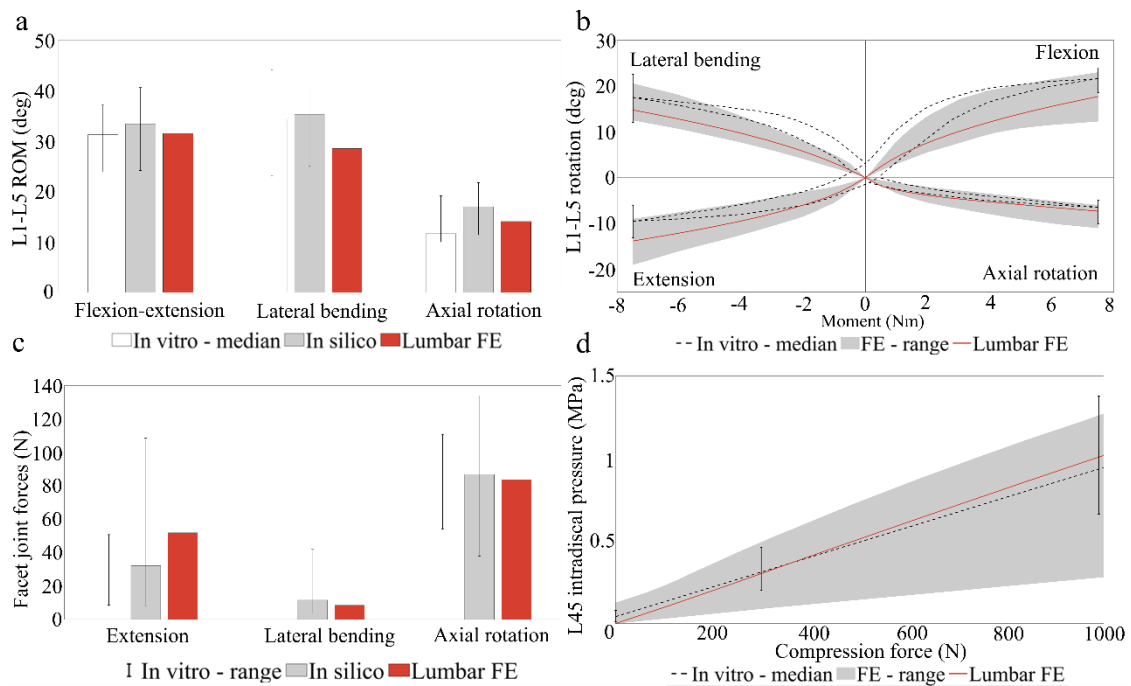 a
50
40
30
20
10
0
L1-L5 ROM (deg)
Flexion-extension Lateral bending Axial rotation
In vitro - median In silico Lumbar FE
b
30
20
10
0
-10
-20
L1-L5 rotation (deg)
Lateral bending Flexion
Extension Axial rotation
-8 -6 -4 -2 0 2 4 6 8
Moment (Nm)
In vitro - median FE - range Lumbar FE
c
140
120
100
80
60
40
20
0
Facet joint forces (N)
Extension Lateral bending Axial rotation
In vitro - range In silico Lumbar FE
d
1.5
1
0.5
0
L45 intradiscal pressure (MPa)
200 400 600 800 1000
Compression force (N)
In vitro - median FE - range Lumbar FE